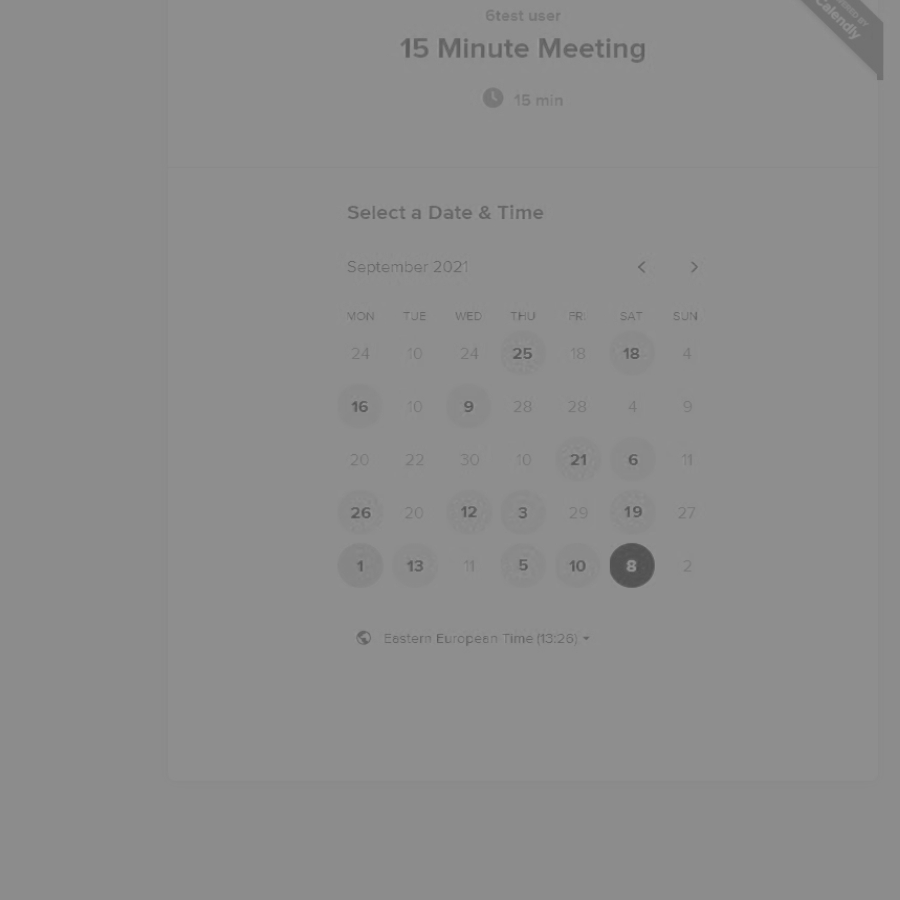 6test user
POWERED BY
Calendly
15 Minute Meeting
15 min
Select a Date & Time
September 2021
MON TUE WED THU FRI SAT SUN
24 10 24 25 18 18 4
16 10 9 28 28 4 9
20 22 30 10 21 6 11
26 20 12 3 29 19 27
1 13 11 5 10 8 2
Eastern European Time (13:26)